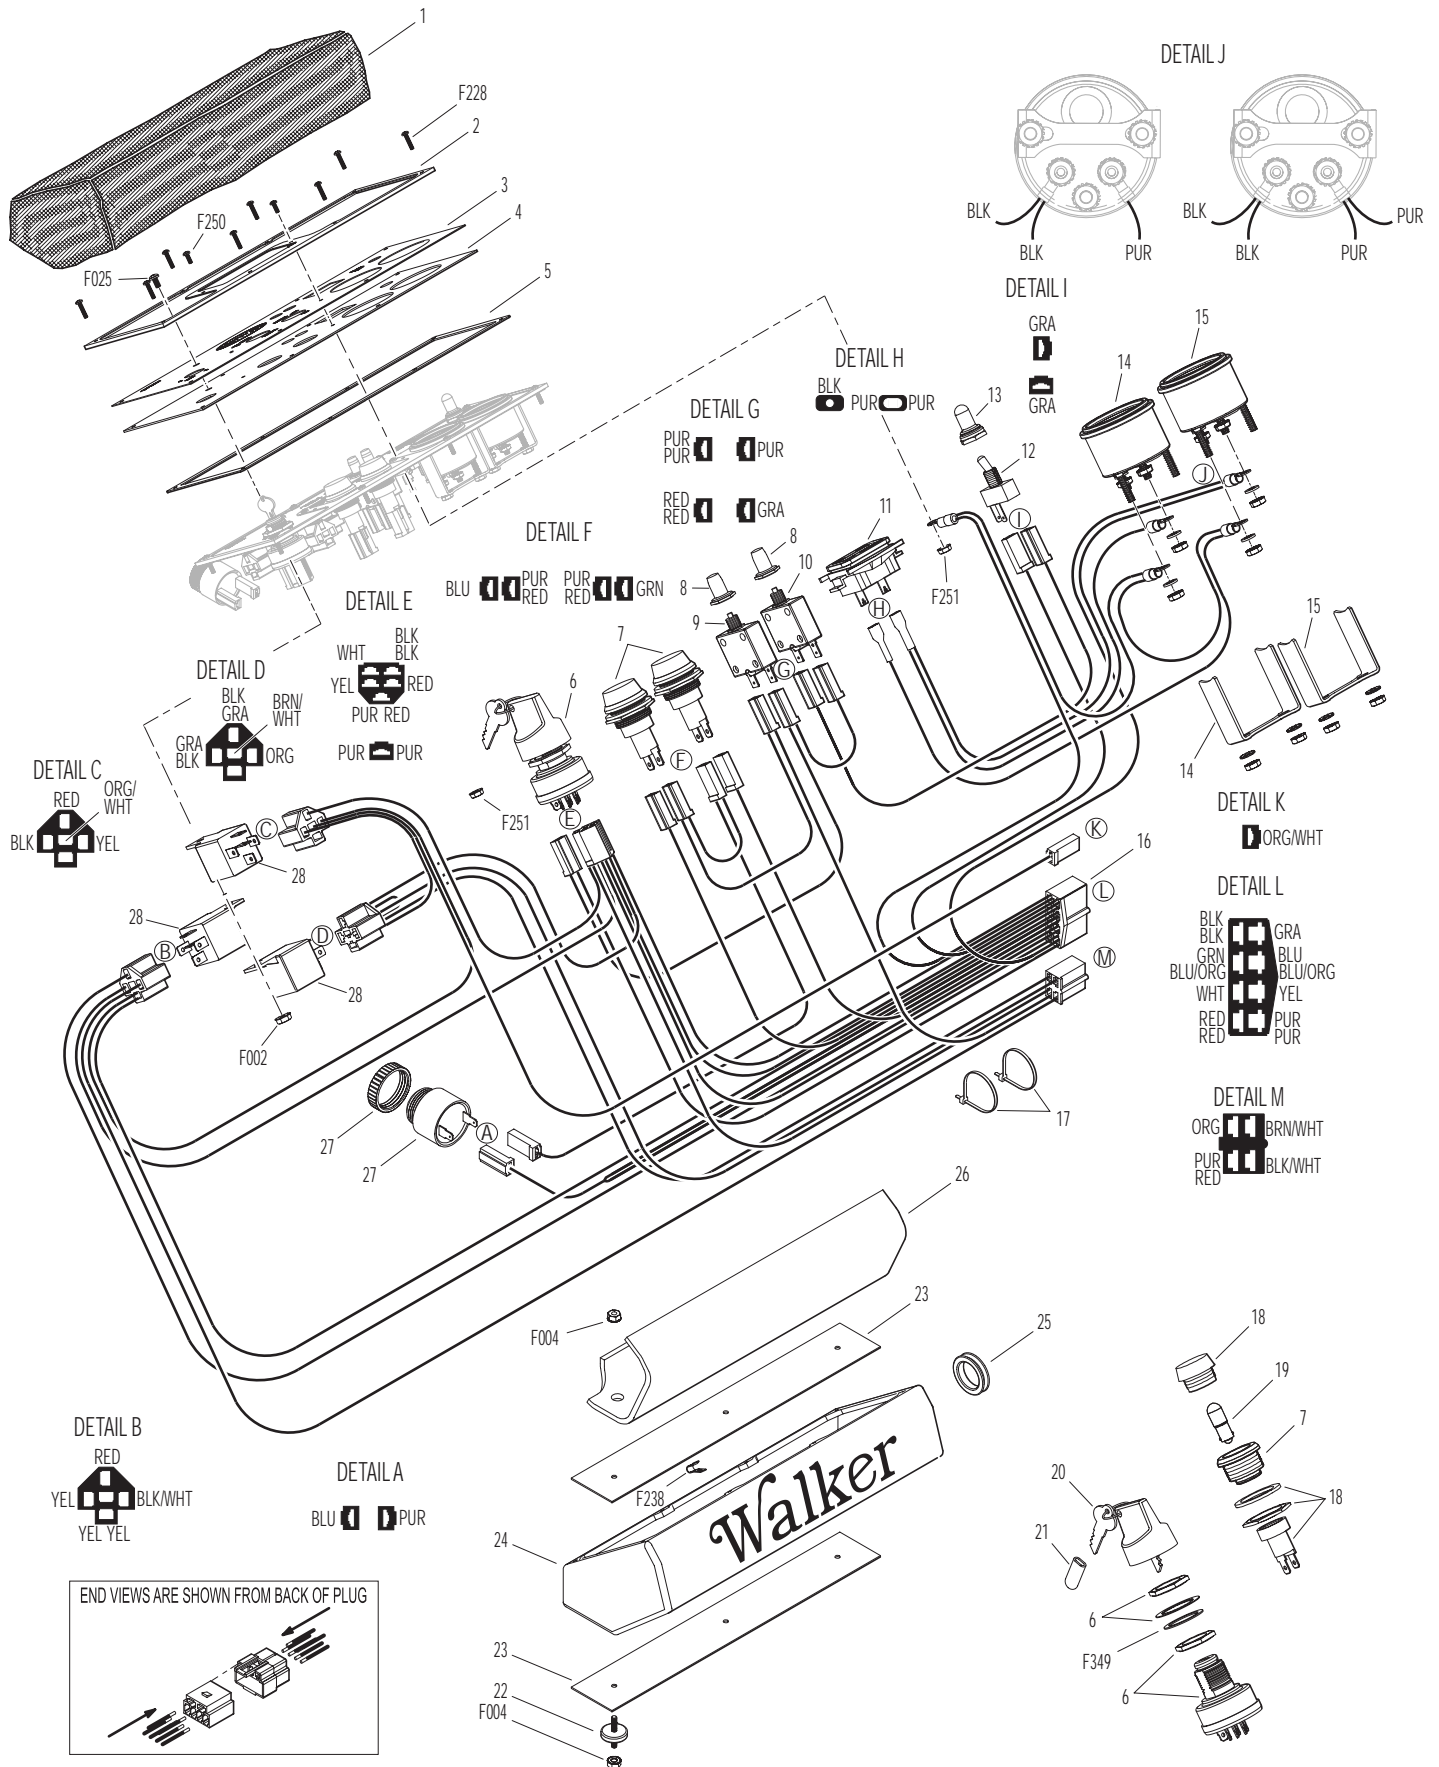 1
DETAIL J
F228
2
3
4
F250
F025
5
BLK
BLK
PUR
BLK
BLK
PUR
PUR
DETAIL I
GRA
GRA
15
14
DETAIL H
BLK
PUR PUR
13
DETAIL G
PUR
PUR
PUR
RED
RED
GRA
12
J
11
I
DETAIL F
BLU
PUR
RED
PUR
RED
GRN
8
8
10
9
H
F251
G
DETAIL E
WHT
BLK
BLK
YEL
RED
PUR RED
PUR PUR
7
6
15
14
DETAIL D
BLK
GRA
BRN/
WHT
GRA
BLK
ORG
F
F251
E
DETAIL C
RED
ORG/
WHT
BLK
YEL
C
28
28
B
D
28
F002
DETAIL K
ORG/WHT
K
16
L
M
DETAIL L
BLK
BLK
GRA
GRN
BLU/ORG
BLU
BLU/ORG
WHT
YEL
RED
RED
PUR
PUR
DETAIL M
ORG
BRN/WHT
PUR
RED
BLK/WHT
17
27
27
A
26
F004
23
25
18
19
7
18
DETAIL B
RED
YEL
BLK/WHT
YEL YEL
DETAIL A
BLU
PUR
F238
Walker
24
20
21
6
F349
6
END VIEWS ARE SHOWN FROM BACK OF PLUG
23
22
F004